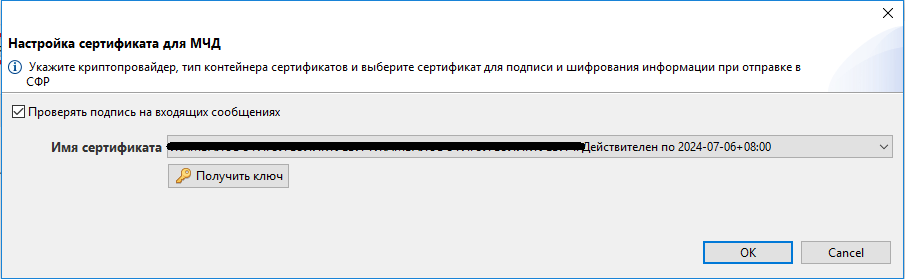 Настройка сертификата для МЧД
Укажите криптопровайдер, тип контейнера сертификатов и выберите сертификат для подписи и шифрования информации при отправке в
СФР
Проверять подпись на входящих сообщениях
Имя сертификата Действителен по 2024-07-06+08:00
Получить ключ
OK Cancel